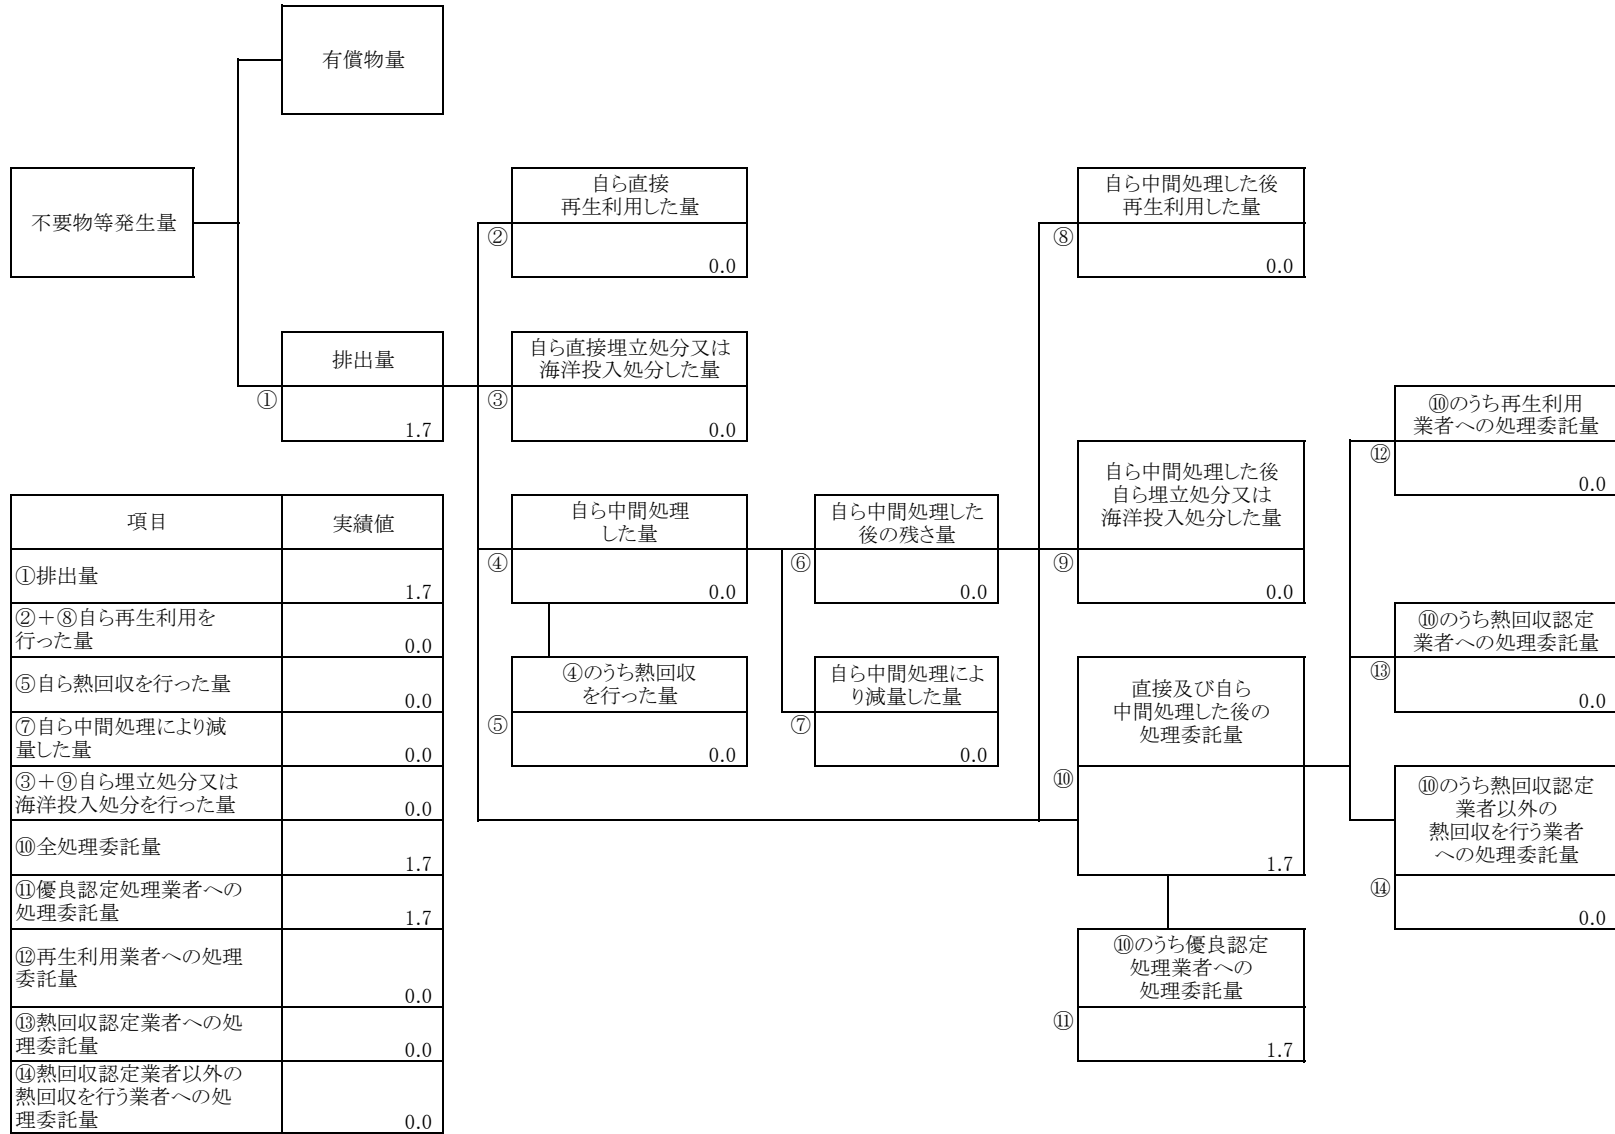 有償物量
不要物等発生量
自ら直接
再生利用した量
②
0.0
自ら中間処理した後
再生利用した量
⑧
0.0
排出量
①
1.7
自ら直接埋立処分又は
海洋投入処分した量
③
0.0
⑩のうち再生利用
業者への処理委託量
⑫
0.0
自ら中間処理
した量
④
0.0
自ら中間処理した
後の残さ量
⑥
0.0
自ら中間処理した後
自ら埋立処分又は
海洋投入処分した量
⑨
0.0
⑩のうち熱回収認定
業者への処理委託量
⑬
0.0
④のうち熱回収
を行った量
⑤
0.0
自ら中間処理によ
り減量した量
⑦
0.0
直接及び自ら
中間処理した後の
処理委託量
⑩
1.7
⑩のうち熱回収認定
業者以外の
熱回収を行う業者
への処理委託量
⑭
0.0
⑩のうち優良認定
処理業者への
処理委託量
⑪
1.7
項目 実績値
①排出量 1.7
②+⑧自ら再生利用を
行った量 0.0
⑤自ら熱回収を行った量 0.0
⑦自ら中間処理により減
量した量 0.0
③+⑨自ら埋立処分又は
海洋投入処分を行った量 0.0
⑩全処理委託量 1.7
⑪優良認定処理業者への
処理委託量 1.7
⑫再生利用業者への処理
委託量 0.0
⑬熱回収認定業者への処
理委託量 0.0
⑭熱回収認定業者以外の
熱回収を行う業者への処
理委託量 0.0